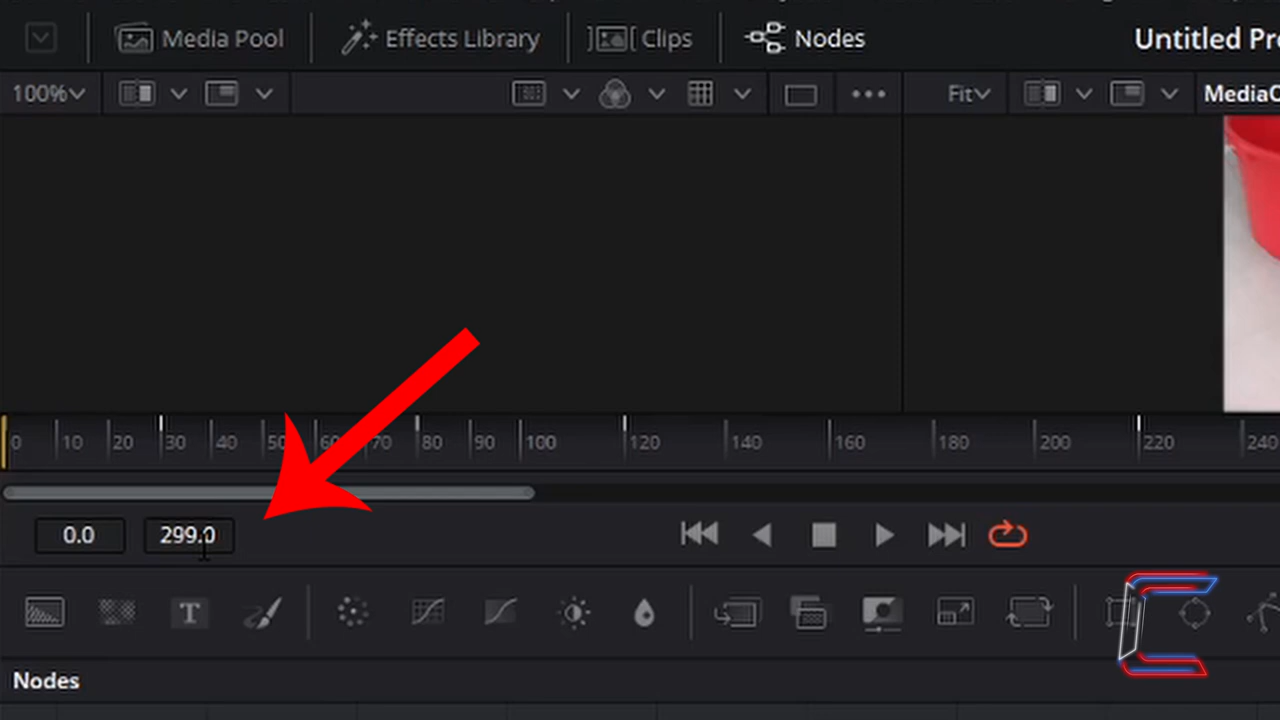 Media Pool Effects Library Clips Nodes Untitled Pr
100% Fit MediaC
0 10 20 30 40 50 60 70 80 90 100 120 140 160 180 200 220 240
0.0 299.0
T
Nodes